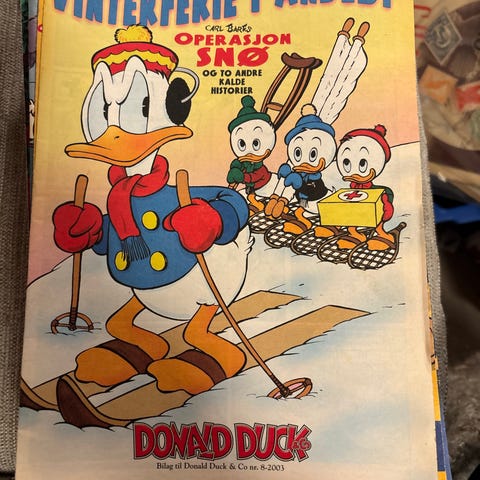 VINTERFERIE I ANDEBY
CARL BARKS
OPERASJON
SNØ
OG TO ANDRE
KALDE
HISTORIER
DONALD DUCK &Co
Bilag til Donald Duck & Co nr. 8-2003